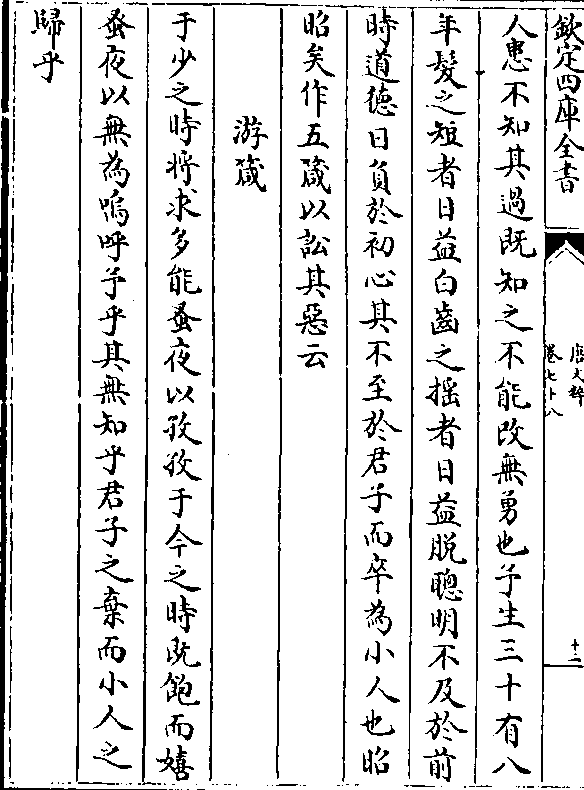 欽定四庫全書
唐文粹
卷七十八
十二
人患不知其過既知之不能改無勇也予生三十有八
年髮之短者日益白齒之揺者日益脱聰明不及於前
時道德日負於初心其不至於君子而卒為小人也昭
昭矣作五箴以訟其惡云
游箴
于少之時將求多能蚤夜以孜孜于今之時既飽而嬉
蚤夜以無為嗚呼予乎其無知乎君子之棄而小人之
歸乎